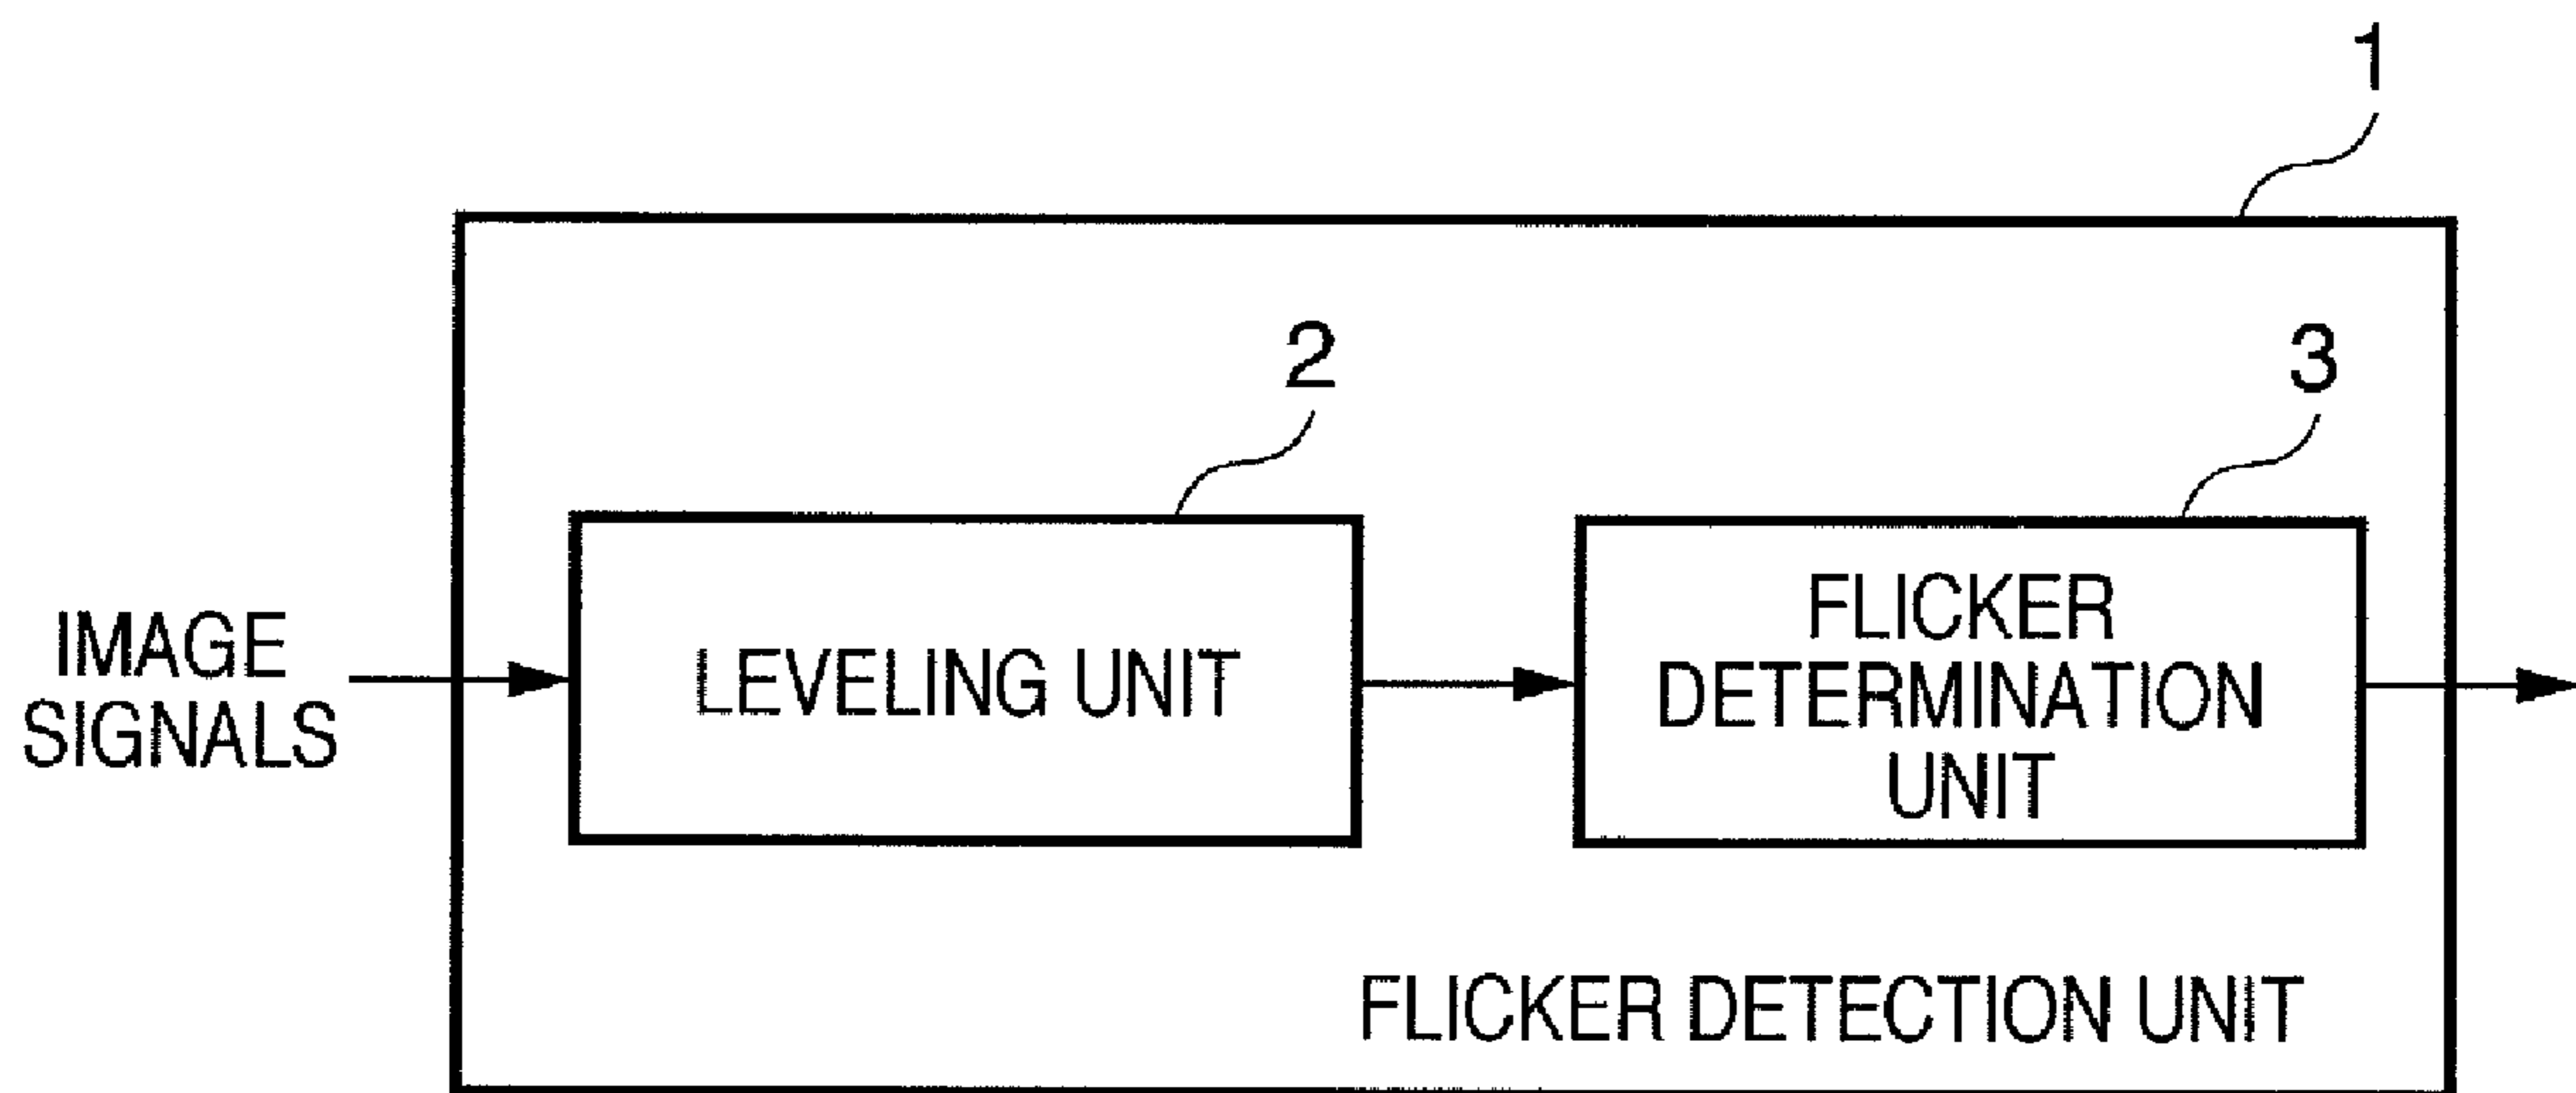 1
2
3
IMAGE
SIGNALS
LEVELING UNIT
FLICKER
DETERMINATION
UNIT
FLICKER DETECTION UNIT